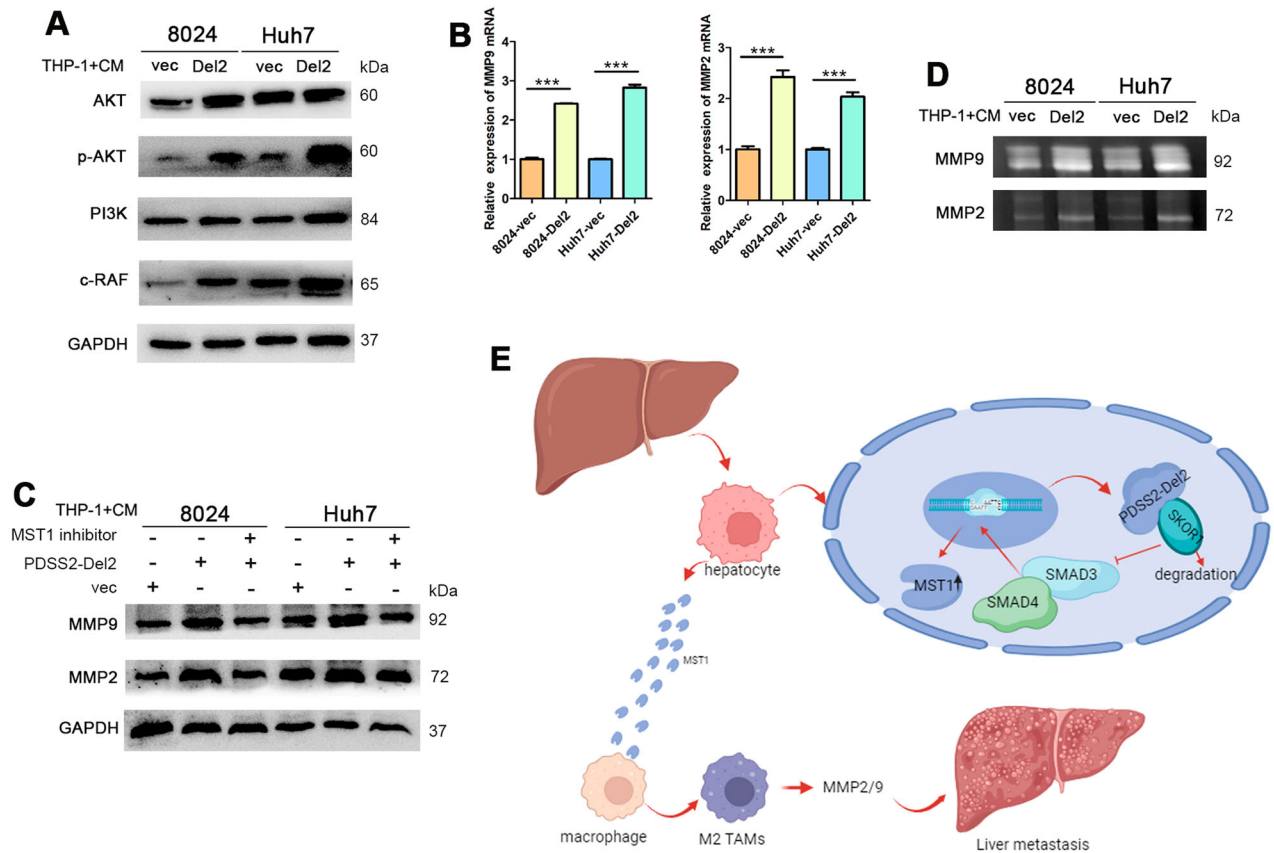 A
8024 Huh7
THP-1+CM vec Del2 vec Del2 kDa
AKT 60
p-AKT 60
PI3K 84
c-RAF 65
GAPDH 37
B
Relative expression of MMP9 mRNA
4
3
2
1
0
*** ***
8024-vec
8024-Del2
Huh7-vec
Huh7-Del2
Relative expression of MMP2 mRNA
3
2
1
0
*** ***
8024-vec
8024-Del2
Huh7-vec
Huh7-Del2
D
8024 Huh7
THP-1+CM vec Del2 vec Del2 kDa
MMP9 92
MMP2 72
C
THP-1+CM 8024 Huh7
MST1 inhibitor - - + - - +
PDSS2-Del2 - + + - + +
vec + - - + - - kDa
MMP9 92
MMP2 72
GAPDH 37
E
hepatocyte
PDSS2-Del2
SKOR1
degradation
SMAD3
SMAD4
MST1
MST1
macrophage
M2 TAMs
MMP2/9
Liver metastasis